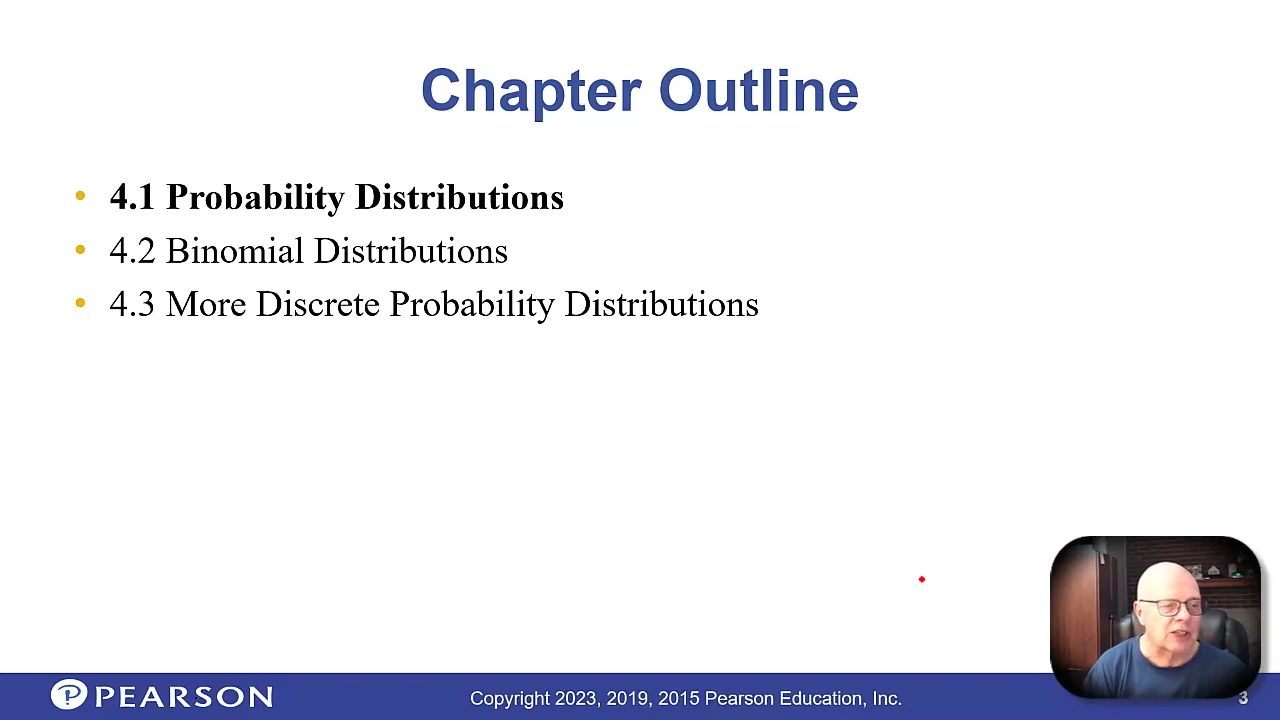 Chapter Outline
• 4.1 Probability Distributions
• 4.2 Binomial Distributions
• 4.3 More Discrete Probability Distributions
PEARSON
Copyright 2023, 2019, 2015 Pearson Education, Inc.
3